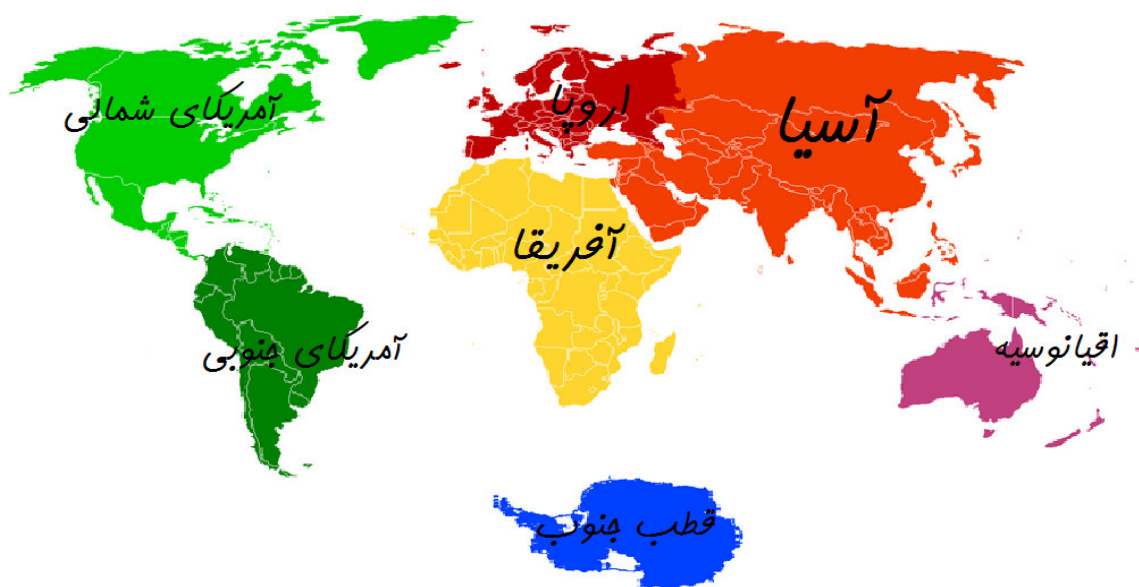 آمریکای شمالی
اروپا
آسیا
آفریقا
آمریکای جنوبی
اقیانوسیه
قطب جنوب